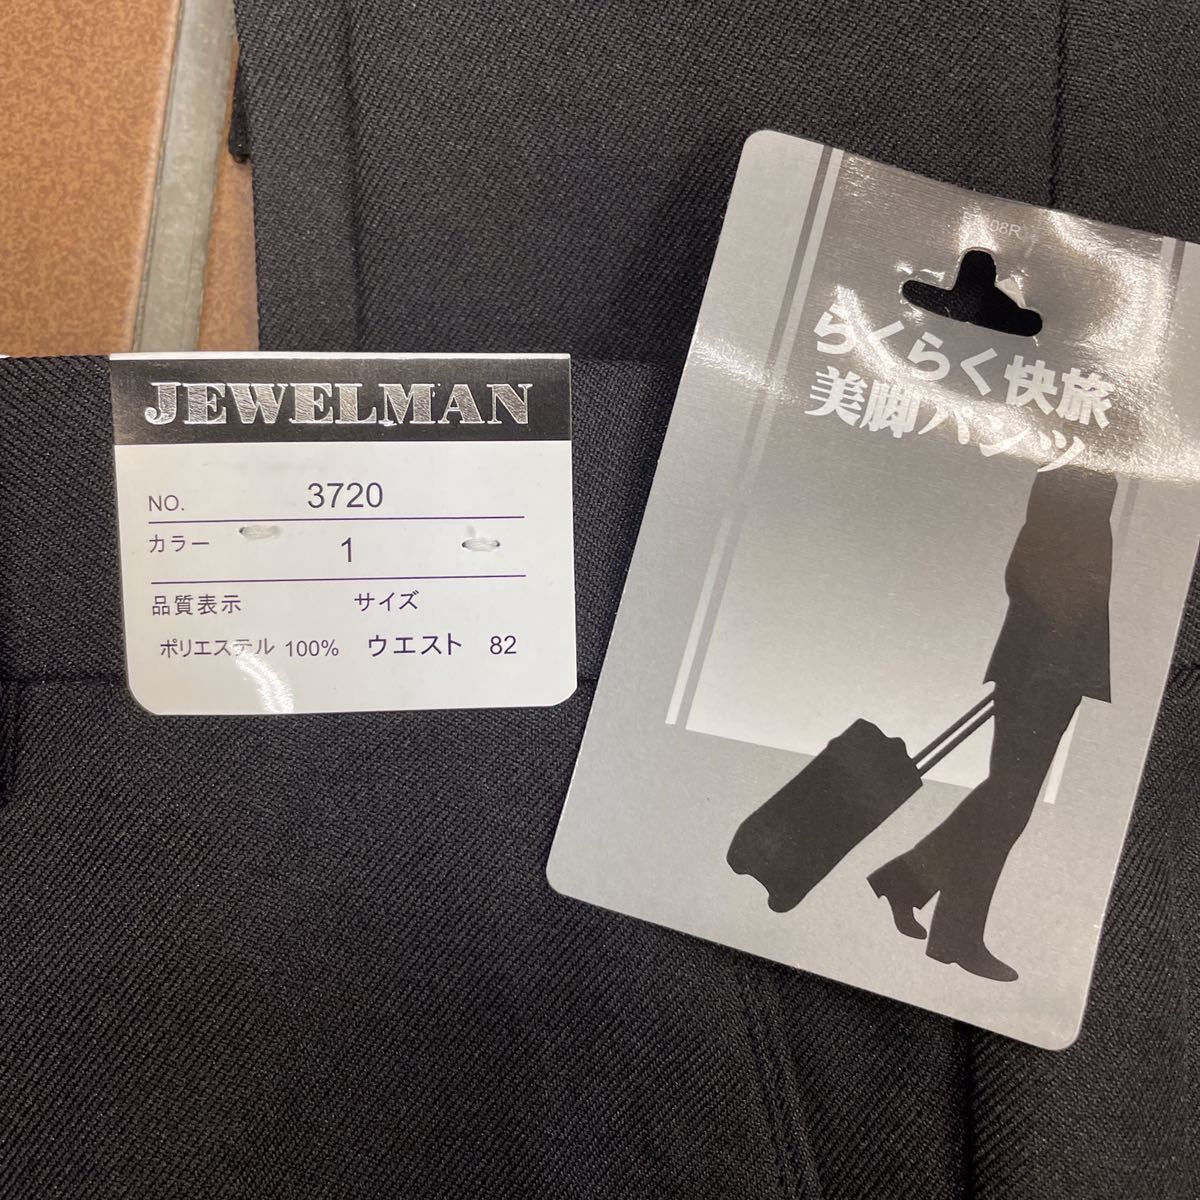 JEWELMAN
NO. 3720
カラー 1
品質表示 サイズ
ポリエステル 100% ウエスト 82
08R
らくらく快旅
美脚パンツ